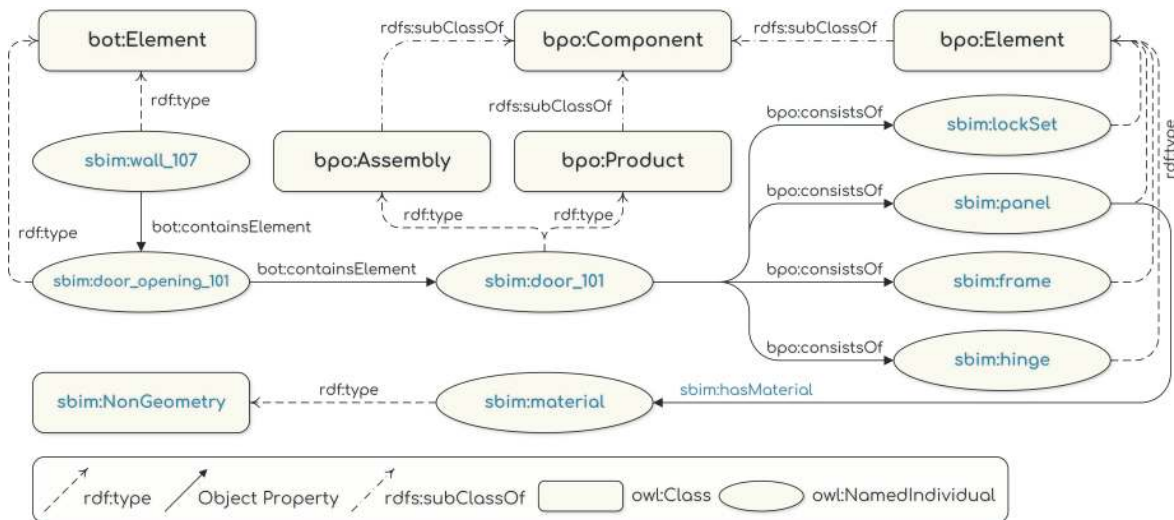 rdfs:subClassOf
rdfs:subClassOf
bot:Element
bpo:Component
bpo:Element
rdf:type
rdfs:subClassOf
bpo:consistsOf
sbim:lockSet
sbim:wall_107
bpo:Assembly
bpo:Product
rdf:type
bpo:consistsOf
sbim:panel
rdf:type
bot:containsElement
rdf:type
rdf:type
bot:containsElement
bpo:consistsOf
sbim:door_opening_101
sbim:door_101
sbim:frame
bpo:consistsOf
sbim:hinge
rdf:type
sbim:hasMaterial
sbim:NonGeometry
sbim:material
rdf:type
Object Property
rdfs:subClassOf
owl:Class
owl:NamedIndividual